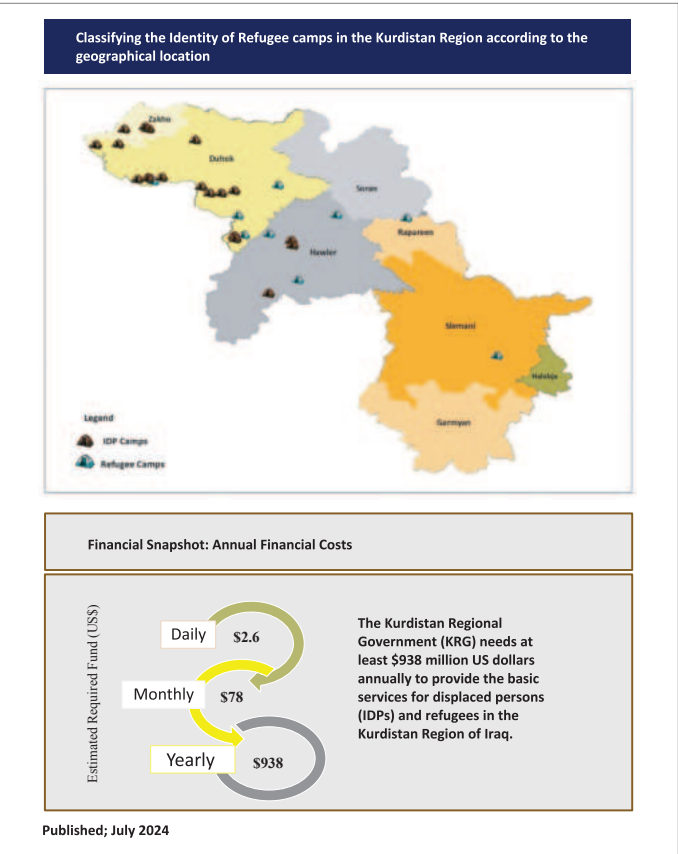 Classifying the Identity of Refugee camps in the Kurdistan Region according to the
geographical location
Zakho
Duhok
Soran
Rapareen
Hawler
Slemani
Halabja
Garmyan
Legend
IDP Camps
Refugee Camps
Financial Snapshot: Annual Financial Costs
Estimated Required Fund (US$)
Daily $2.6
Monthly $78
Yearly $938
The Kurdistan Regional
Government (KRG) needs at
least $938 million US dollars
annually to provide the basic
services for displaced persons
(IDPs) and refugees in the
Kurdistan Region of Iraq.
Published; July 2024